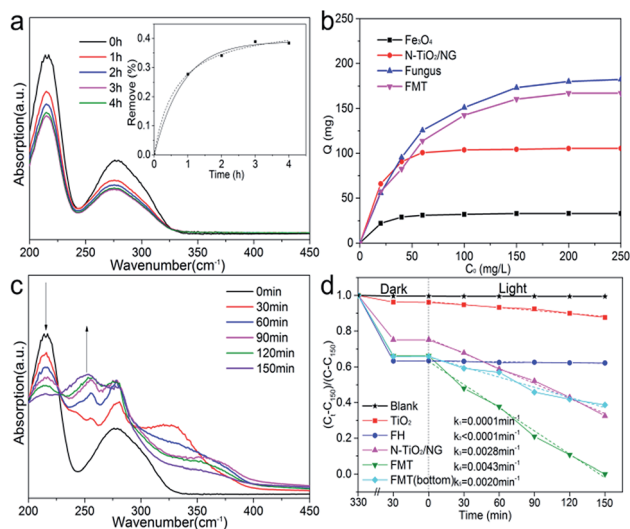 a
0h
1h
2h
3h
4h
Absorption(a.u.)
Wavenumber(cm⁻¹)
200 250 300 350 400 450
Remove (%)
0.4
0.3
0.2
0.1
0.0
0 1 2 3 4
Time (h)
b
Fe₃O₄
N-TiO₂/NG
Fungus
FMT
Q (mg)
250
200
150
100
50
0
0 50 100 150 200 250
C₀ (mg/L)
c
0min
30min
60min
90min
120min
150min
Absorption(a.u.)
200 250 300 350 400 450
Wavenumber(cm⁻¹)
d
Dark Light
(Cₜ-C₁₅₀)/(C-C₁₅₀)
1.0
0.8
0.6
0.4
0.2
0.0
Blank
TiO₂ k₁=0.0001min⁻¹
FH k₂<0.0001min⁻¹
N-TiO₂/NG k₃=0.0028min⁻¹
FMT k₄=0.0043min⁻¹
FMT(bottom) k₅=0.0020min⁻¹
330 30 0 30 60 90 120 150
Time (min)